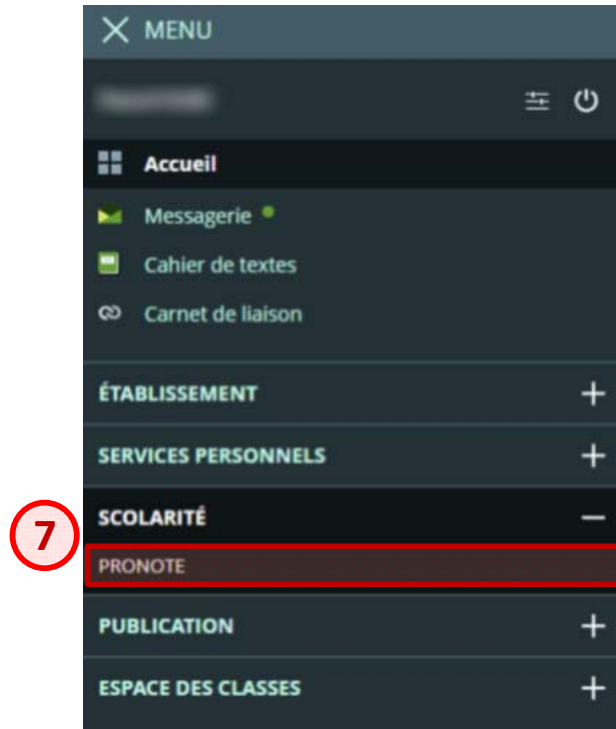 MENU
Accueil
Messagerie
Cahier de textes
Carnet de liaison
ÉTABLISSEMENT
SERVICES PERSONNELS
SCOLARITÉ
7
PRONOTE
PUBLICATION
ESPACE DES CLASSES